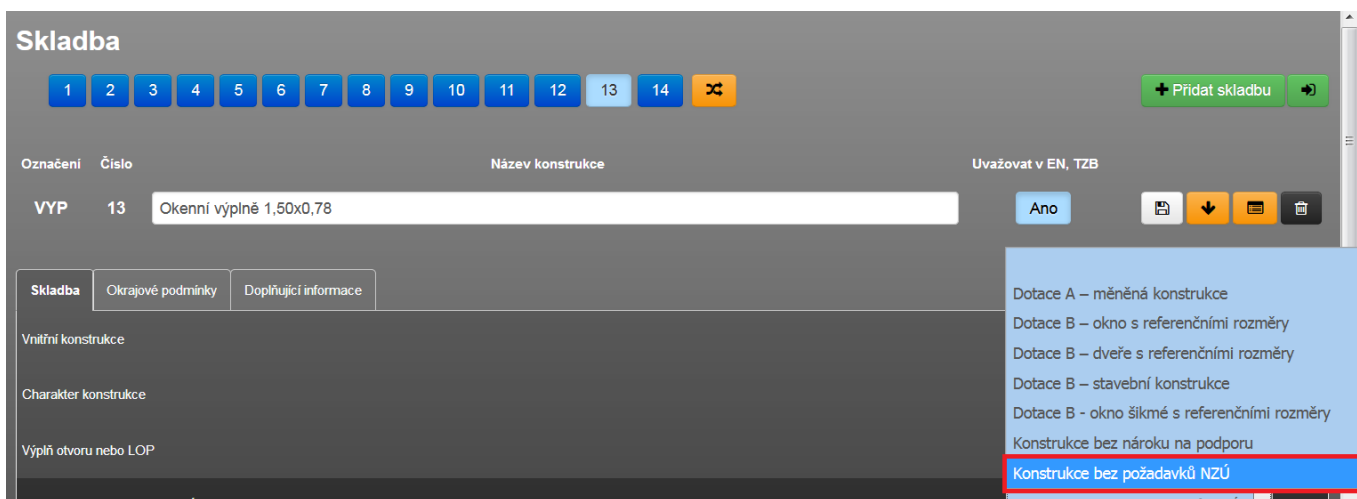 Skladba
1 2 3 4 5 6 7 8 9 10 11 12 13 14 Přidat skladbu
Označení Číslo Název konstrukce Uvažovat v EN, TZB
VYP 13 Okenní výplně 1,50x0,78 Ano
Skladba Okrajové podmínky Doplňující informace
Vnitřní konstrukce
Charakter konstrukce
Výplň otvoru nebo LOP
Dotace A – měněná konstrukce
Dotace B – okno s referenčními rozměry
Dotace B – dveře s referenčními rozměry
Dotace B – stavební konstrukce
Dotace B - okno šikmé s referenčními rozměry
Konstrukce bez nároku na podporu
Konstrukce bez požadavků NZÚ